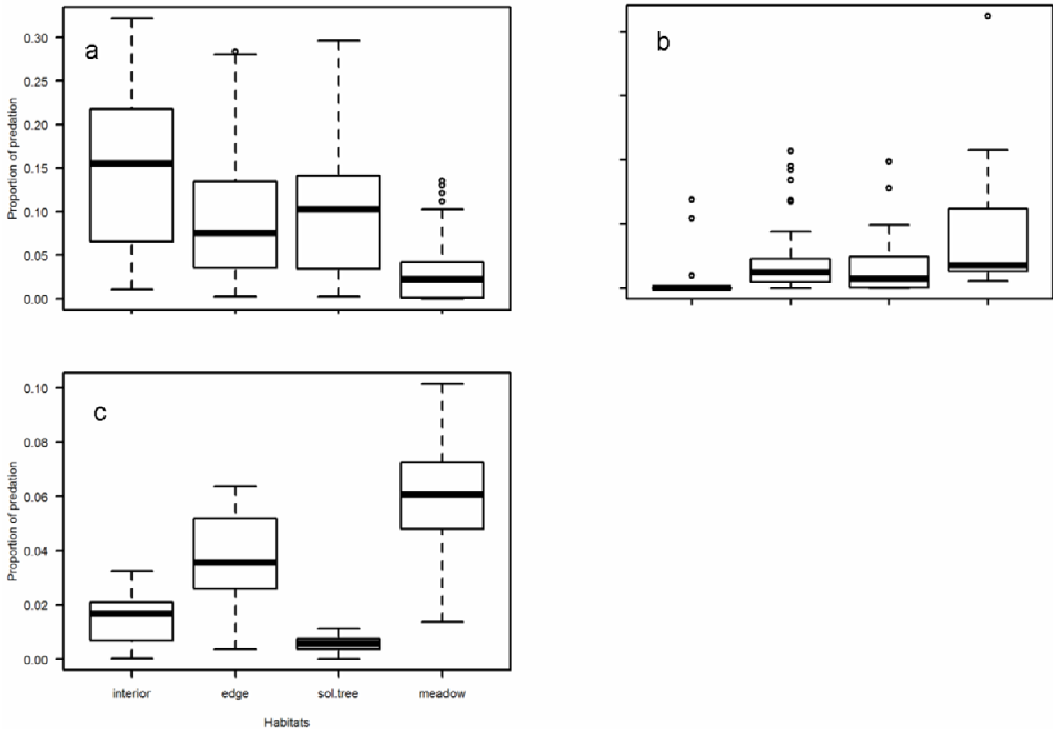 a
Proportion of predation
0.30
0.25
0.20
0.15
0.10
0.05
0.00
b
c
Proportion of predation
0.10
0.08
0.06
0.04
0.02
0.00
interior edge sol.tree meadow
Habitats